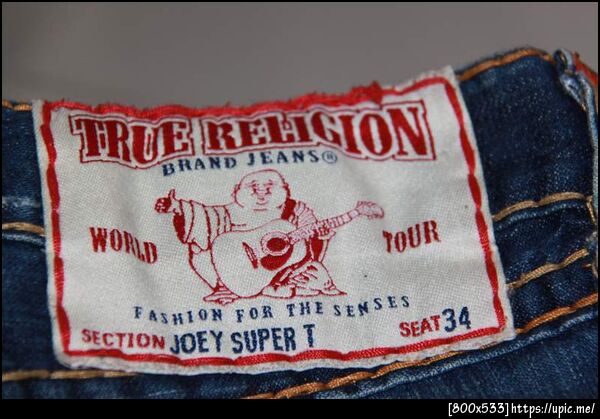 TRUE RELIGION
BRAND JEANS®
WORLD TOUR
FASHION FOR THE SENSES
SECTION JOEY SUPER T SEAT 34
[800x533]https://upic.me/